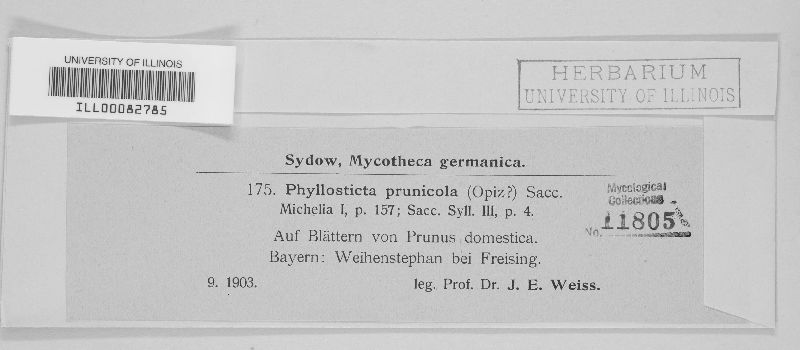 UNIVERSITY OF ILLINOIS
ILL00082785
HERBARIUM
UNIVERSITY OF ILLINOIS
Sydow, Mycotheca germanica.
175. Phyllosticta prunicola (Opiz?) Sacc.
Michelia I, p. 157; Sacc. Syll. III, p. 4.
Mycological
Collections
No. 11805
Auf Blättern von Prunus domestica.
Bayern: Weihenstephan bei Freising.
9. 1903. leg. Prof. Dr. J. E. Weiss.